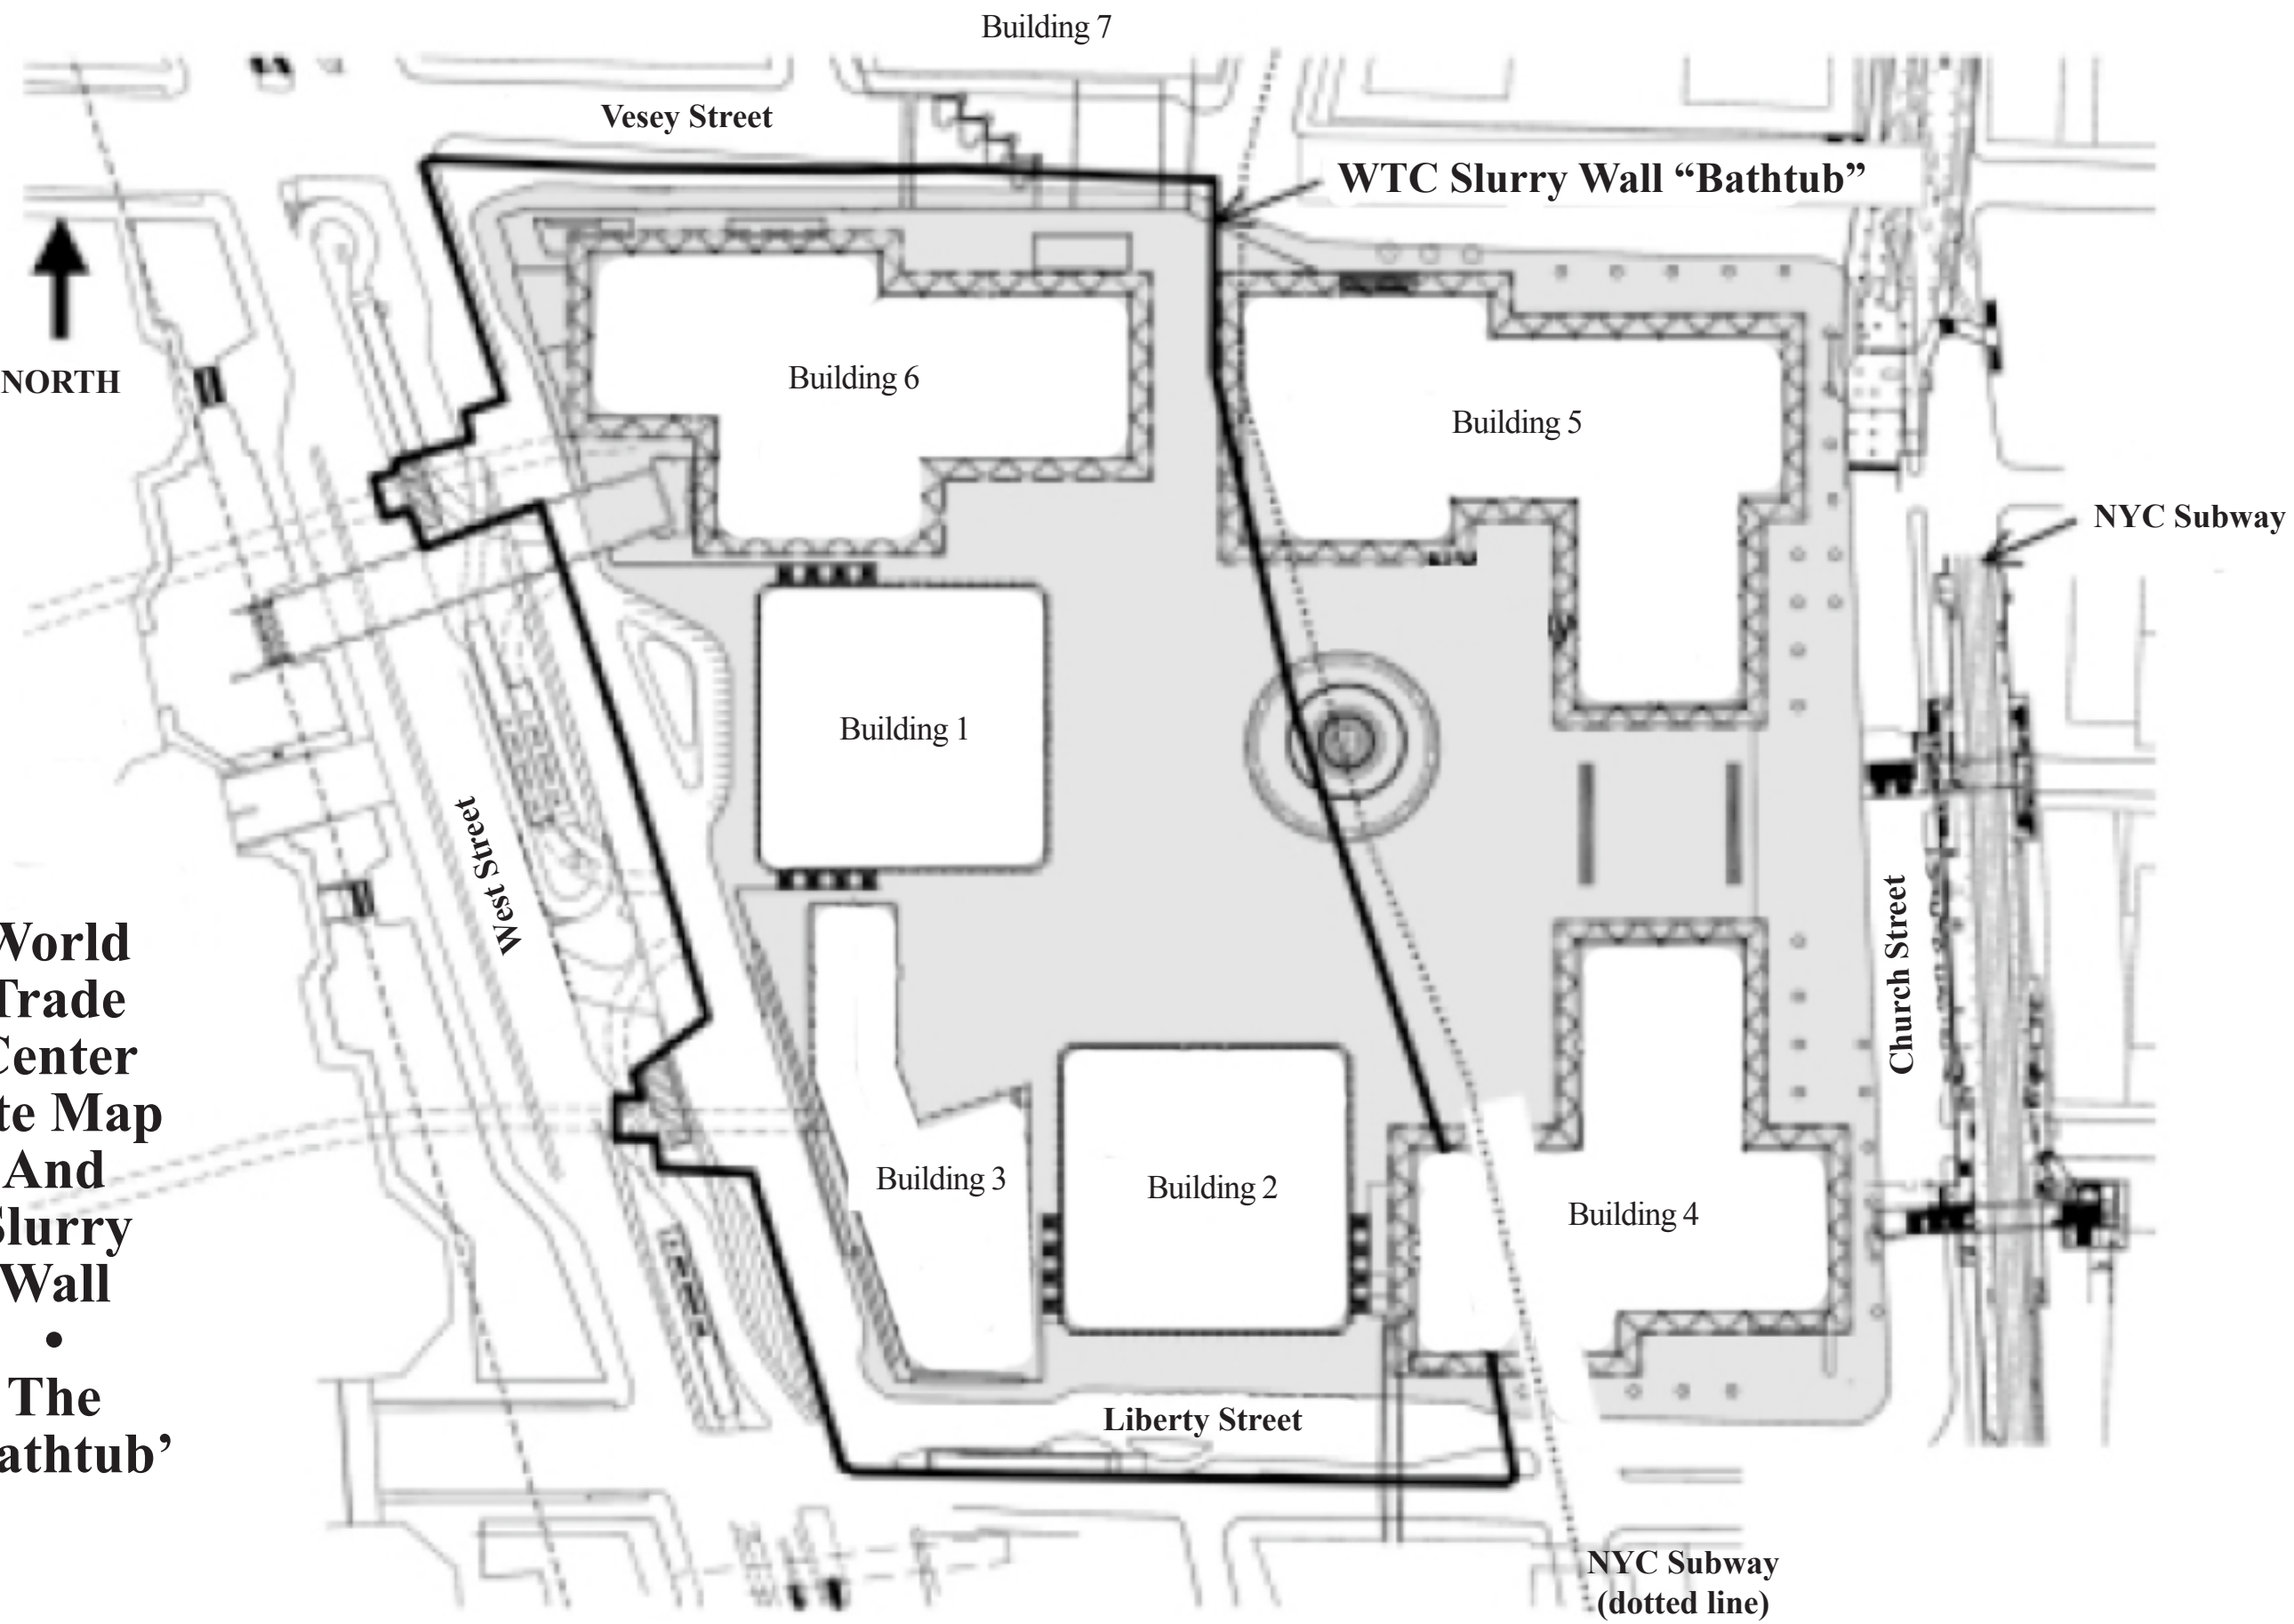 Building 7
Vesey Street
WTC Slurry Wall “Bathtub”
NORTH
Building 6
Building 5
NYC Subway
Building 1
West Street
Church Street
World
Trade
Center
te Map
And
Slurry
Wall
•
The
athtub’
Building 3
Building 2
Building 4
Liberty Street
NYC Subway
(dotted line)